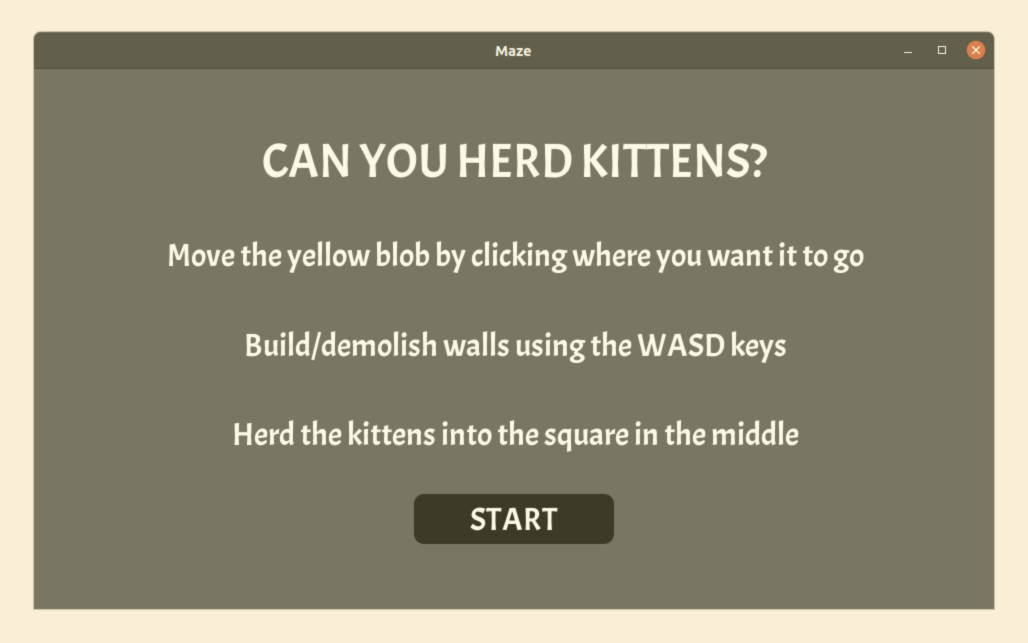 Maze
CAN YOU HERD KITTENS?
Move the yellow blob by clicking where you want it to go
Build/demolish walls using the WASD keys
Herd the kittens into the square in the middle
START